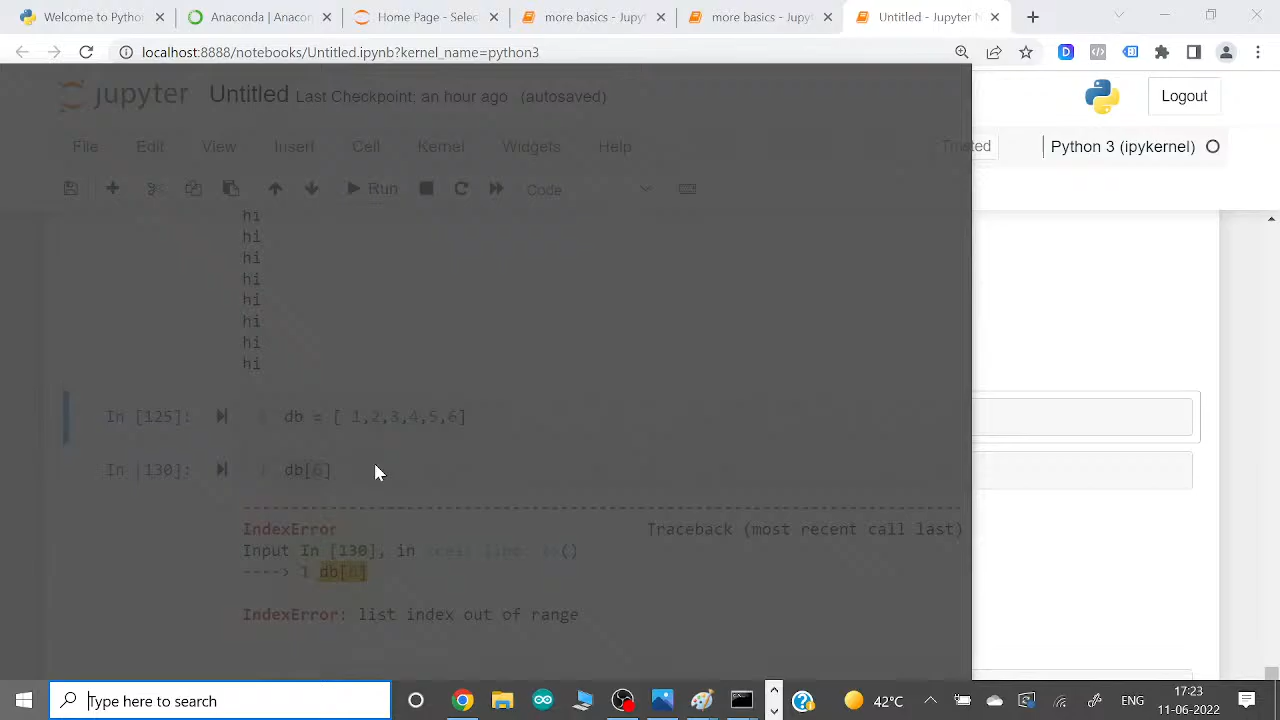 Welcome to Python.
Anaconda | Anacon
Home Page - Selec
more basics - Jupyt
more basics - Jupyt
Untitled - Jupyter N
localhost:8888/notebooks/Untitled.ipynb?kernel_name=python3
jupyter Untitled Last Checkpoint: an hour ago (autosaved)
Logout
File Edit View Insert Cell Kernel Widgets Help
Trusted
Python 3 (ipykernel)
Run
Code
hi
hi
hi
hi
hi
hi
hi
hi
In [125]: db = [ 1,2,3,4,5,6]
In [130]: 1 db[6]
IndexError Traceback (most recent call last)
Input In [130], in <cell line: 1>()
----> 1 db[6]
IndexError: list index out of range
Type here to search
42°C
ENG
17:23
11-06-2022